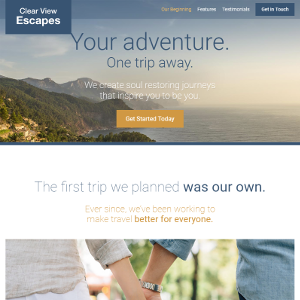 Clear View
Escapes
Our Beginning
Features
Testimonials
Get in Touch
Your adventure.
One trip away.
We create soul restoring journeys
that inspire you to be you.
Get Started Today
The first trip we planned was our own.
Ever since, we've been working to
make travel better for everyone.